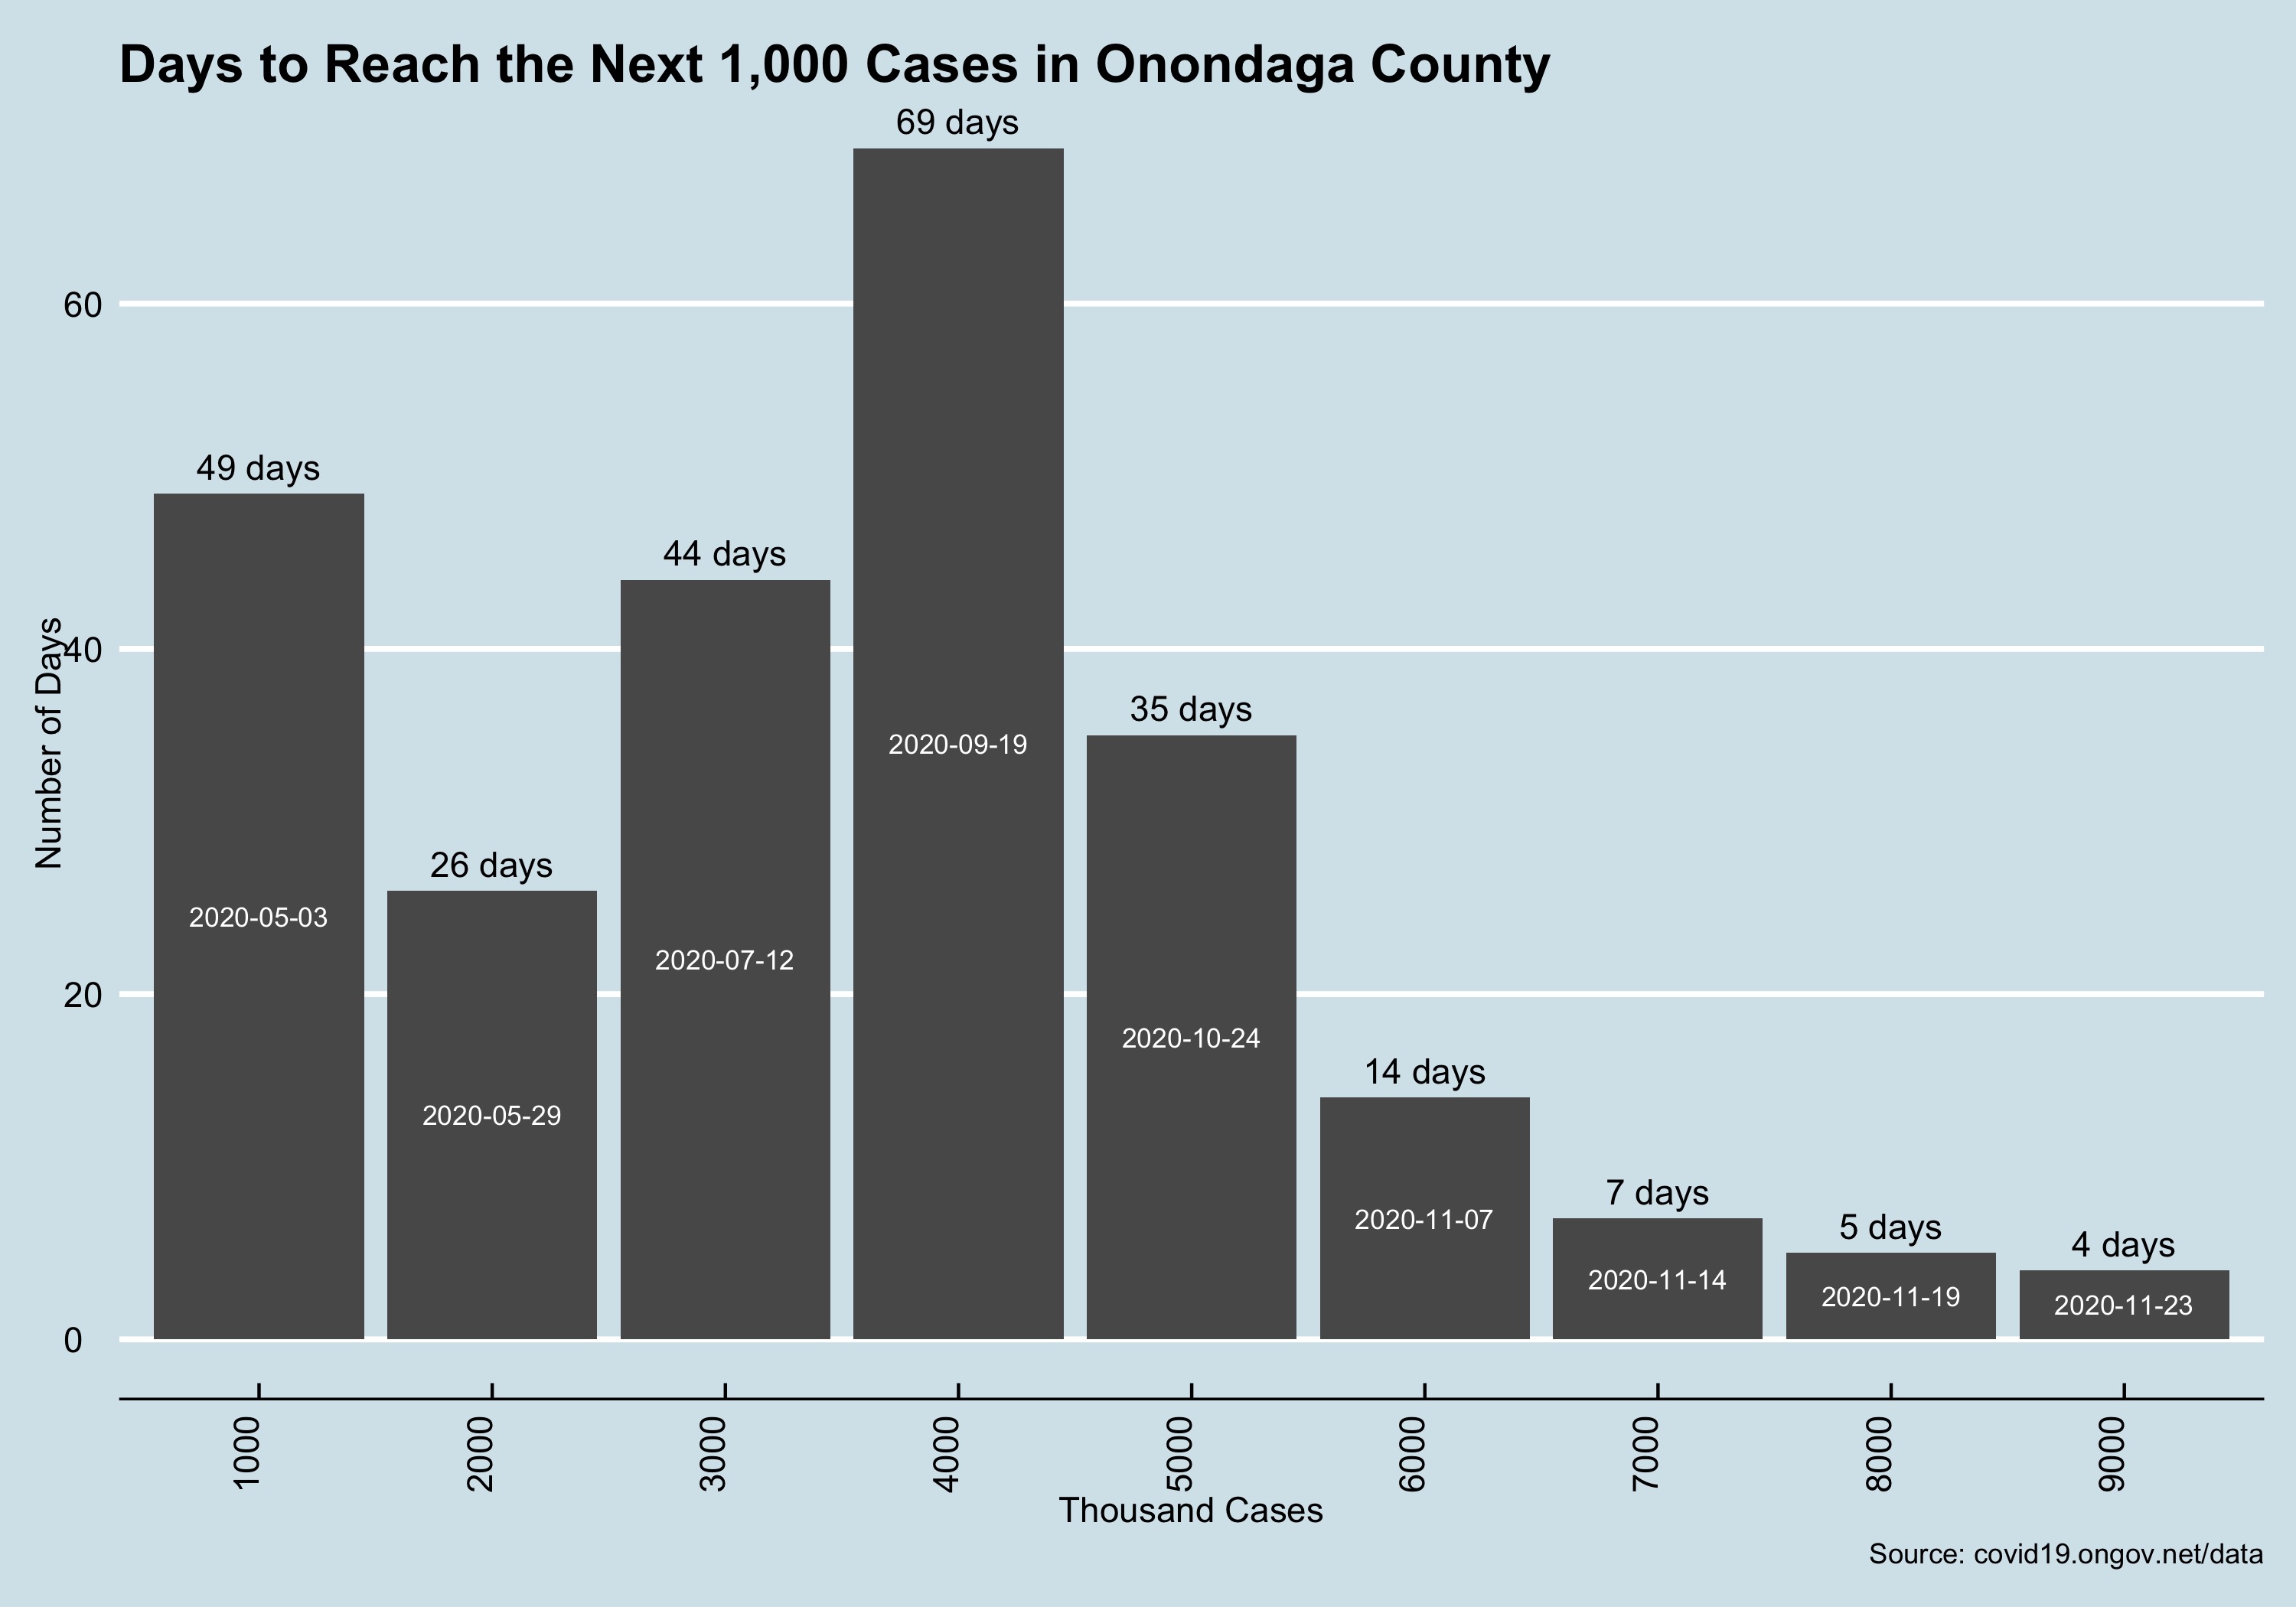 Days to Reach the Next 1,000 Cases in Onondaga County
69 days
60
49 days
44 days
40
35 days
2020-09-19
Number of Days
26 days
2020-05-03
2020-07-12
20
2020-10-24
14 days
2020-05-29
7 days
2020-11-07
5 days
4 days
2020-11-14
2020-11-19
2020-11-23
0
1000
2000
3000
4000
5000
6000
7000
8000
9000
Thousand Cases
Source: covid19.ongov.net/data